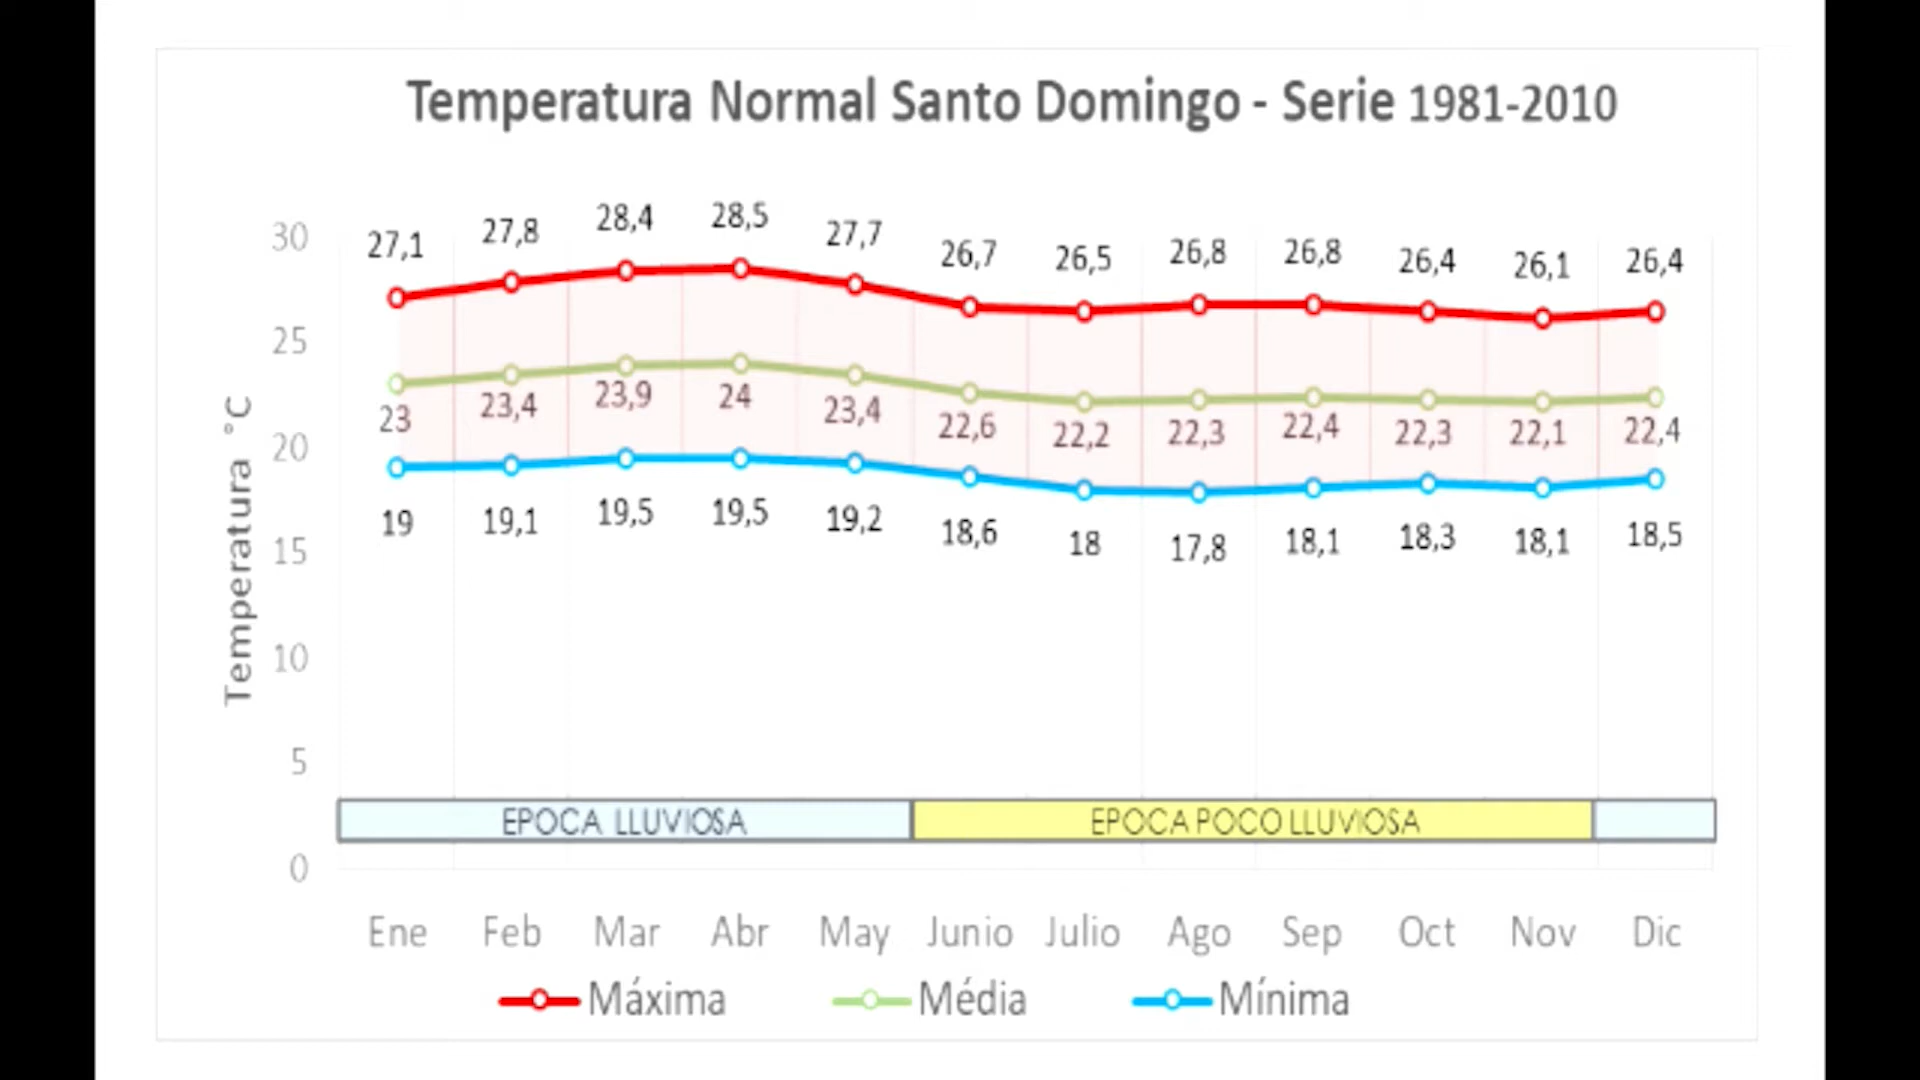 Temperatura Normal Santo Domingo - Serie 1981-2010
Temperatura °C
30
25
20
15
10
5
0
27,1 27,8 28,4 28,5 27,7 26,7 26,5 26,8 26,8 26,4 26,1 26,4
23 23,4 23,9 24 23,4 22,6 22,2 22,3 22,4 22,3 22,1 22,4
19 19,1 19,5 19,5 19,2 18,6 18 17,8 18,1 18,3 18,1 18,5
EPOCA LLUVIOSA EPOCA POCO LLUVIOSA
Ene Feb Mar Abr May Junio Julio Ago Sep Oct Nov Dic
Máxima Média Mínima